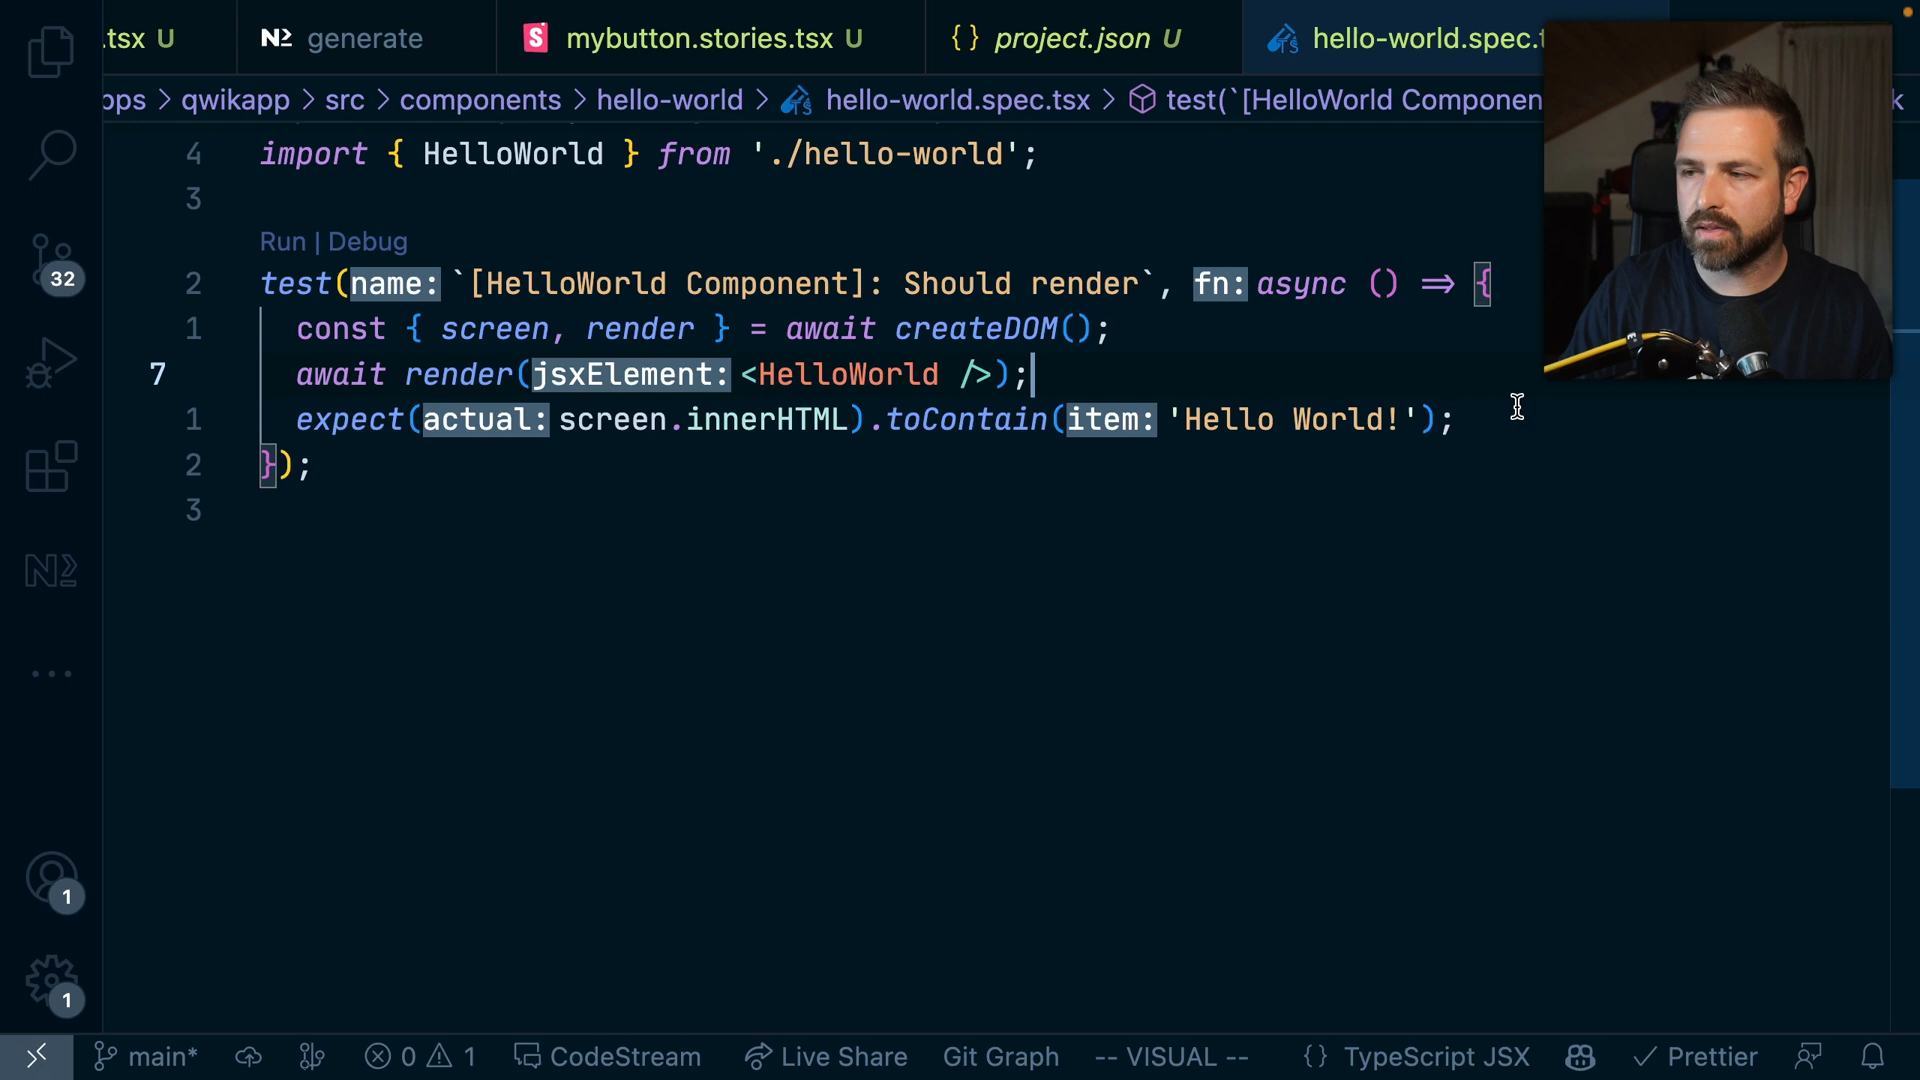 .tsx U
generate
mybutton.stories.tsx U
{} project.json U
hello-world.spec.t
pps > qwikapp > src > components > hello-world > hello-world.spec.tsx > test(`[HelloWorld Componen
k
4 import { HelloWorld } from './hello-world';
3
Run | Debug
2 test(name: `[HelloWorld Component]: Should render`, fn: async () => {
1 const { screen, render } = await createDOM();
7 await render(jsxElement: <HelloWorld />);
1 expect(actual: screen.innerHTML).toContain(item: 'Hello World!');
2 });
3
32
1
1
main* 0 1 CodeStream Live Share Git Graph -- VISUAL -- {} TypeScript JSX Prettier